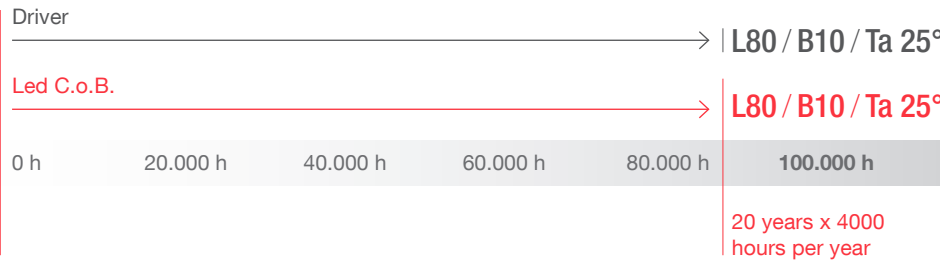 Driver
L80 / B10 / Ta 25°
Led C.o.B.
L80 / B10 / Ta 25°
0 h 20.000 h 40.000 h 60.000 h 80.000 h 100.000 h
20 years x 4000
hours per year